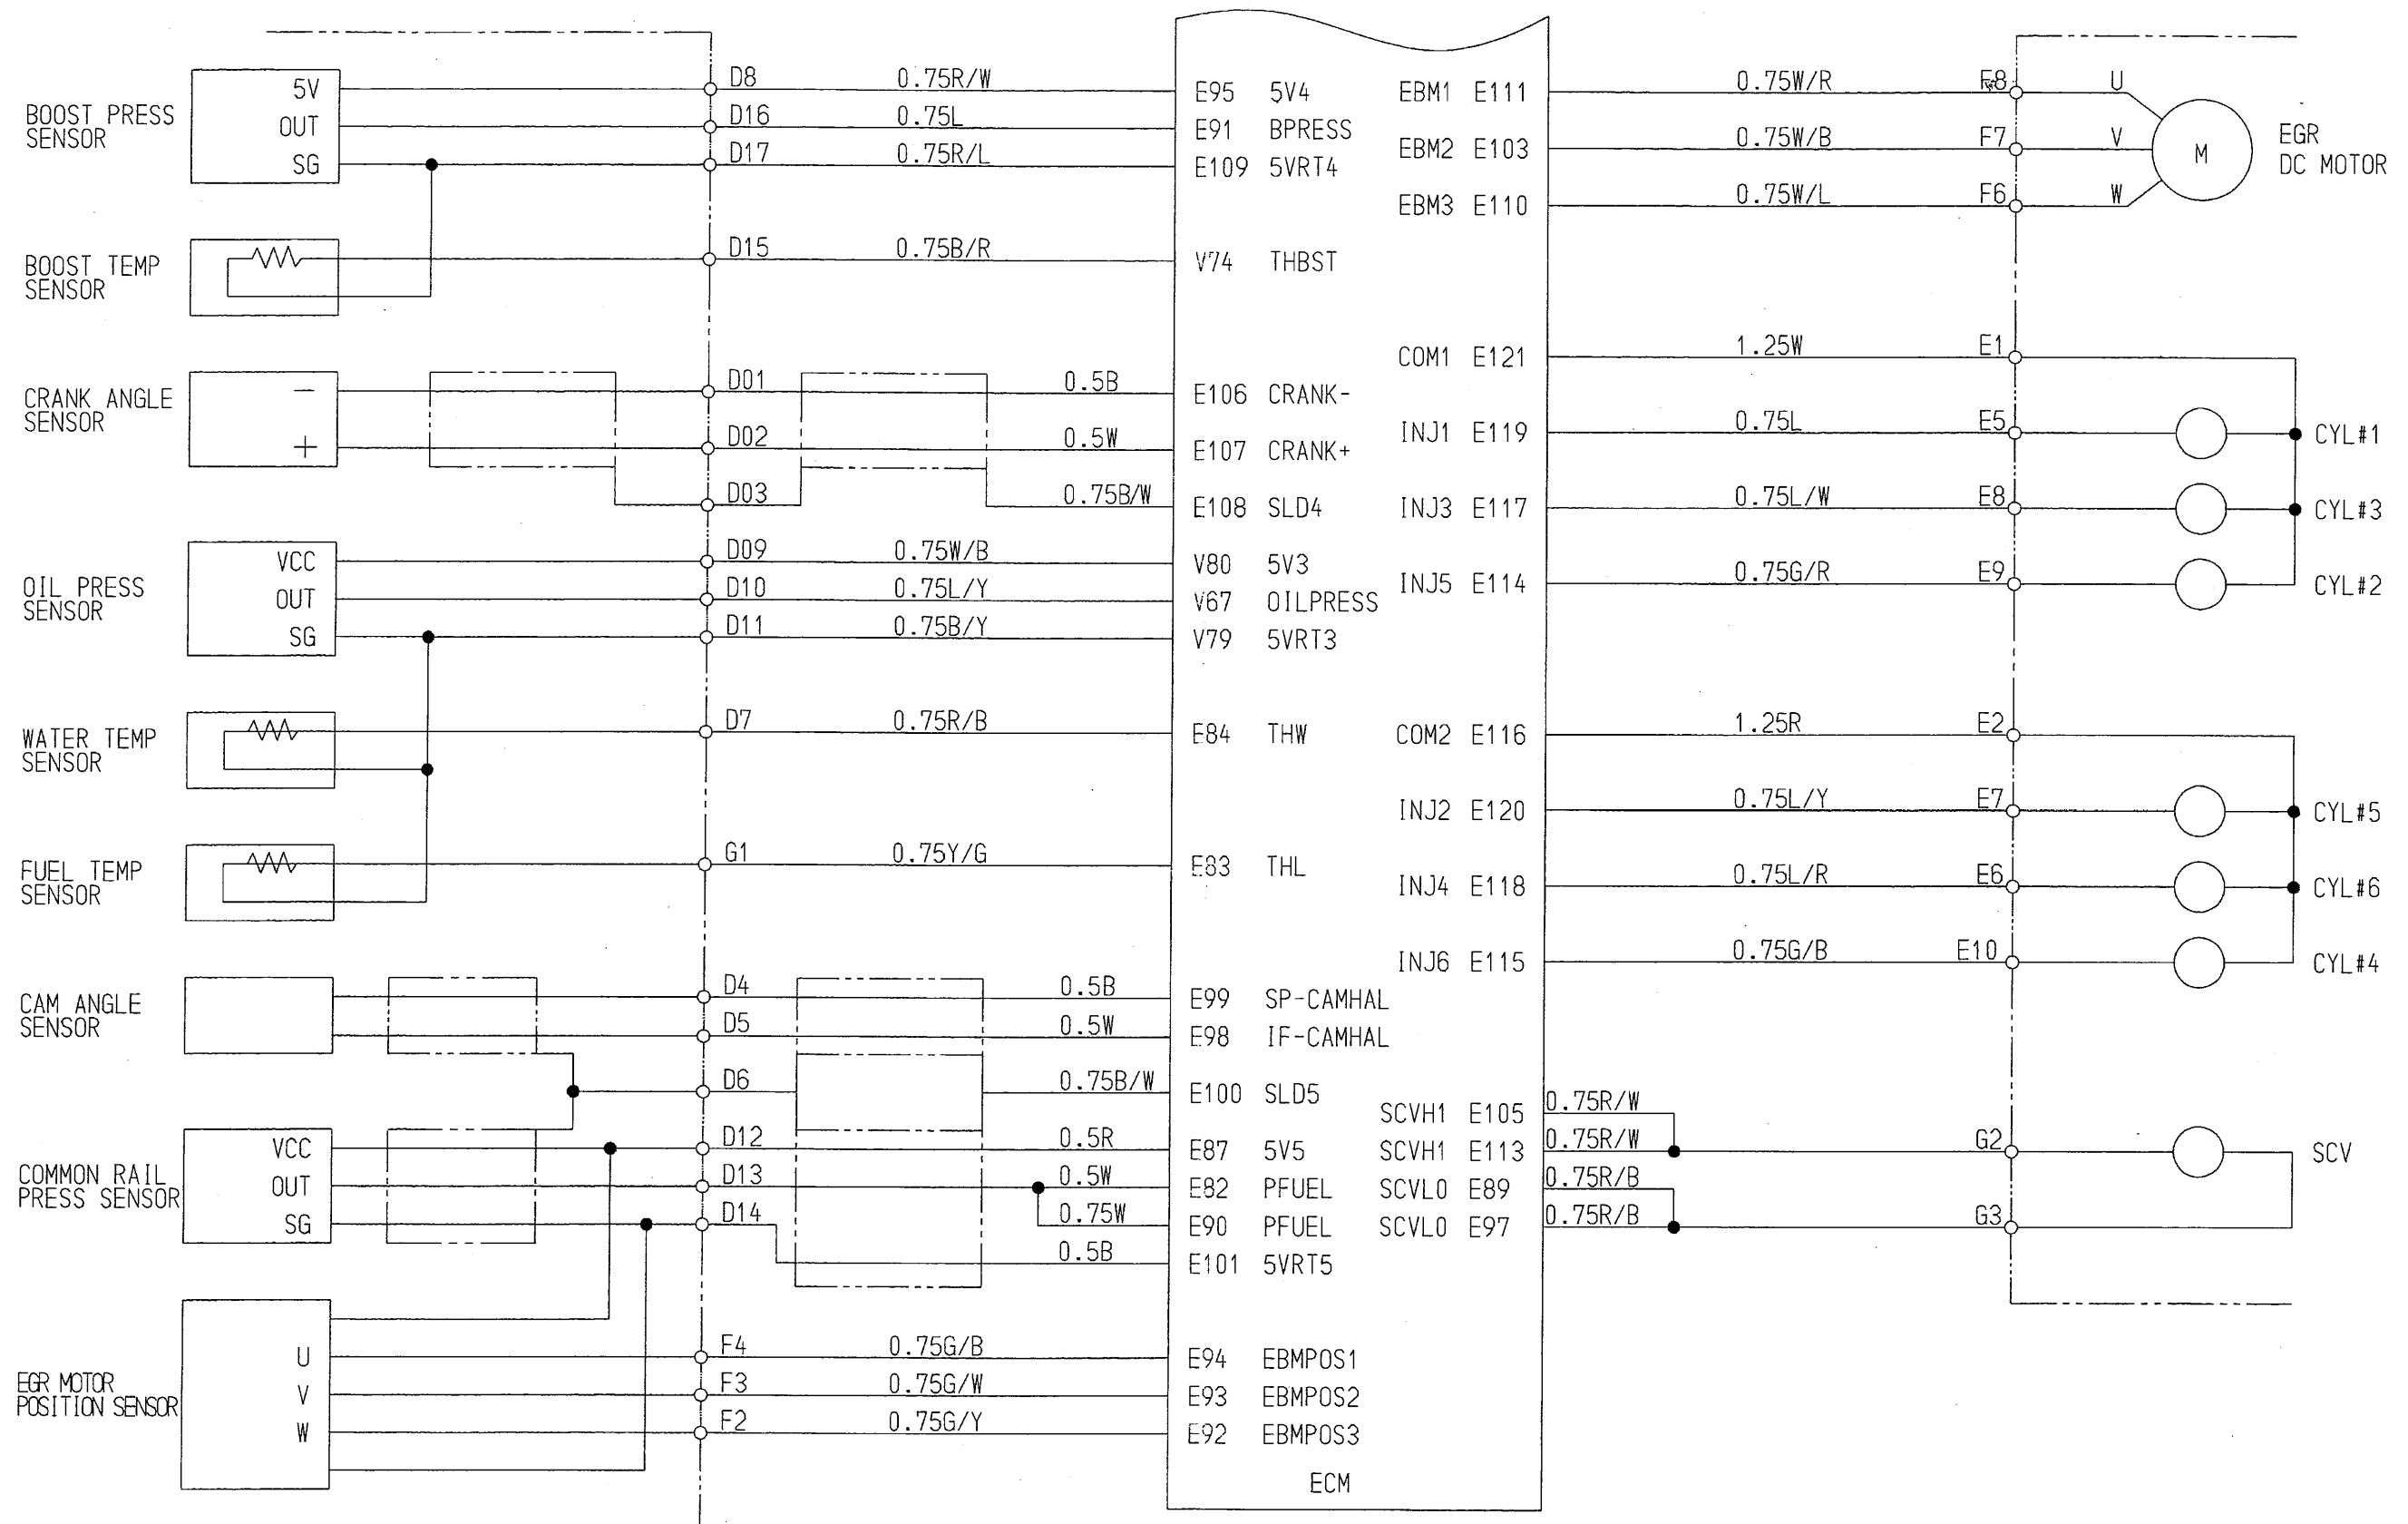 BOOST PRESS
SENSOR
5V
OUT
SG
D8 0.75R/W
D16 0.75L
D17 0.75R/L
E95 5V4
E91 BPRESS
E109 5VRT4
BOOST TEMP
SENSOR
D15 0.75B/R
V74 THBST
CRANK ANGLE
SENSOR
-
+
D01 0.5B
D02 0.5W
D03 0.75B/W
E106 CRANK-
E107 CRANK+
E108 SLD4
OIL PRESS
SENSOR
VCC
OUT
SG
D09 0.75W/B
D10 0.75L/Y
D11 0.75B/Y
V80 5V3
V67 OILPRESS
V79 5VRT3
WATER TEMP
SENSOR
D7 0.75R/B
E84 THW
FUEL TEMP
SENSOR
G1 0.75Y/G
E83 THL
CAM ANGLE
SENSOR
D4 0.5B
D5 0.5W
D6 0.75B/W
E99 SP-CAMHAL
E98 IF-CAMHAL
E100 SLD5
COMMON RAIL
PRESS SENSOR
VCC
OUT
SG
D12 0.5R
D13 0.5W
0.75W
D14 0.5B
E87 5V5
E82 PFUEL
E90 PFUEL
E101 5VRT5
EGR MOTOR
POSITION SENSOR
U
V
W
F4 0.75G/B
F3 0.75G/W
F2 0.75G/Y
E94 EBMPOS1
E93 EBMPOS2
E92 EBMPOS3
ECM
EBM1 E111 0.75W/R F8 U
EBM2 E103 0.75W/B F7 V
EBM3 E110 0.75W/L F6 W
M
EGR
DC MOTOR
COM1 E121 1.25W E1
INJ1 E119 0.75L E5 CYL#1
INJ3 E117 0.75L/W E8 CYL#3
INJ5 E114 0.75G/R E9 CYL#2
COM2 E116 1.25R E2
INJ2 E120 0.75L/Y E7 CYL#5
INJ4 E118 0.75L/R E6 CYL#6
INJ6 E115 0.75G/B E10 CYL#4
SCVH1 E105 0.75R/W
SCVH1 E113 0.75R/W G2 SCV
SCVL0 E89 0.75R/B
SCVL0 E97 0.75R/B G3